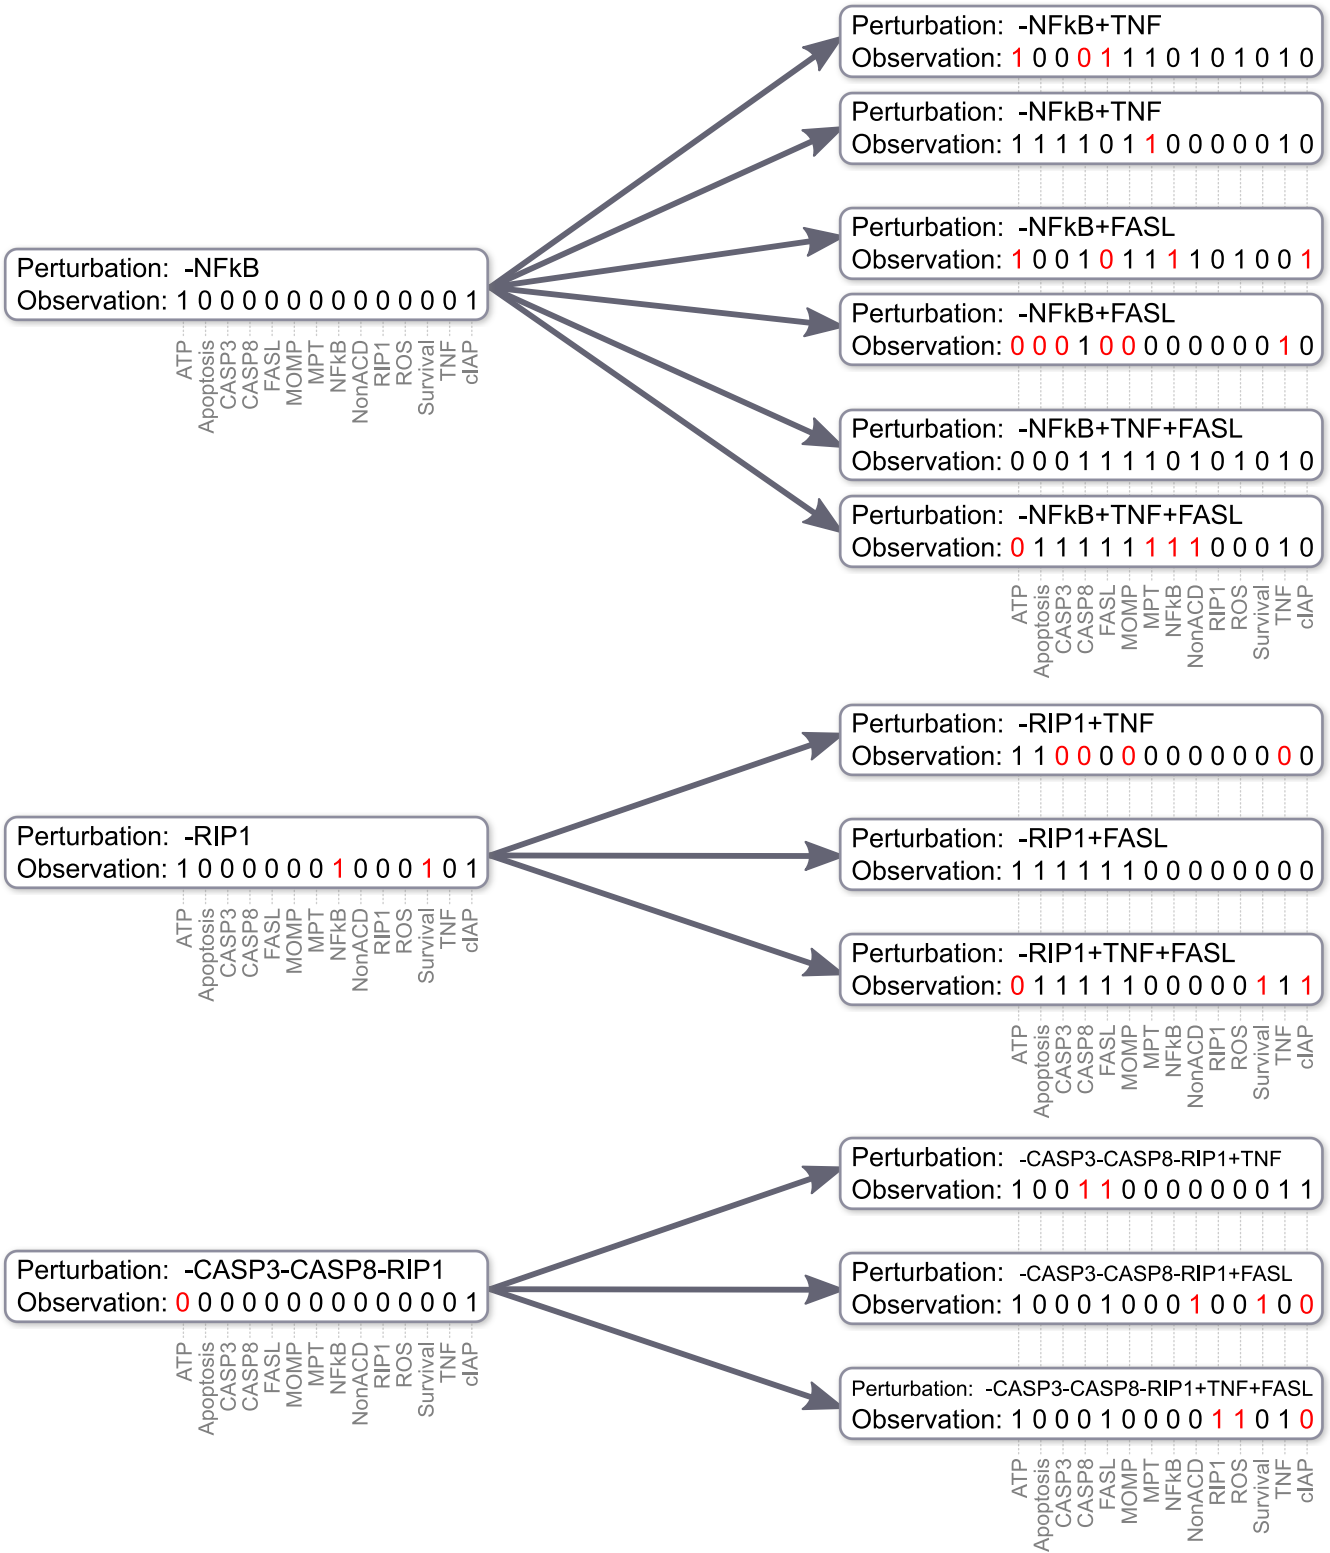 Perturbation: -NFkB+TNF
Observation: 1 0 0 0 1 1 1 0 1 0 1 0 1 0
Perturbation: -NFkB+TNF
Observation: 1 1 1 1 0 1 1 0 0 0 0 0 1 0
Perturbation: -NFkB+FASL
Observation: 1 0 0 1 0 1 1 1 1 0 1 0 0 1
Perturbation: -NFkB
Observation: 1 0 0 0 0 0 0 0 0 0 0 0 0 1
Perturbation: -NFkB+FASL
Observation: 0 0 0 1 0 0 0 0 0 0 0 0 1 0
ATP Apoptosis CASP3 CASP8 FASL MOMP MPT NFkB NonACD RIP1 ROS Survival TNF cIAP
Perturbation: -NFkB+TNF+FASL
Observation: 0 0 0 1 1 1 1 0 1 0 1 0 1 0
Perturbation: -NFkB+TNF+FASL
Observation: 0 1 1 1 1 1 1 1 1 0 0 0 1 0
ATP Apoptosis CASP3 CASP8 FASL MOMP MPT NFkB NonACD RIP1 ROS Survival TNF cIAP
Perturbation: -RIP1+TNF
Observation: 1 1 0 0 0 0 0 0 0 0 0 0 0 0
Perturbation: -RIP1
Observation: 1 0 0 0 0 0 0 1 0 0 0 1 0 1
Perturbation: -RIP1+FASL
Observation: 1 1 1 1 1 1 0 0 0 0 0 0 0 0
ATP Apoptosis CASP3 CASP8 FASL MOMP MPT NFkB NonACD RIP1 ROS Survival TNF cIAP
Perturbation: -RIP1+TNF+FASL
Observation: 0 1 1 1 1 1 0 0 0 0 0 1 1 1
ATP Apoptosis CASP3 CASP8 FASL MOMP MPT NFkB NonACD RIP1 ROS Survival TNF cIAP
Perturbation: -CASP3-CASP8-RIP1+TNF
Observation: 1 0 0 1 1 0 0 0 0 0 0 0 1 1
Perturbation: -CASP3-CASP8-RIP1
Observation: 0 0 0 0 0 0 0 0 0 0 0 0 0 1
Perturbation: -CASP3-CASP8-RIP1+FASL
Observation: 1 0 0 0 1 0 0 0 1 0 0 1 0 0
ATP Apoptosis CASP3 CASP8 FASL MOMP MPT NFkB NonACD RIP1 ROS Survival TNF cIAP
Perturbation: -CASP3-CASP8-RIP1+TNF+FASL
Observation: 1 0 0 0 1 0 0 0 0 1 1 0 1 0
ATP Apoptosis CASP3 CASP8 FASL MOMP MPT NFkB NonACD RIP1 ROS Survival TNF cIAP